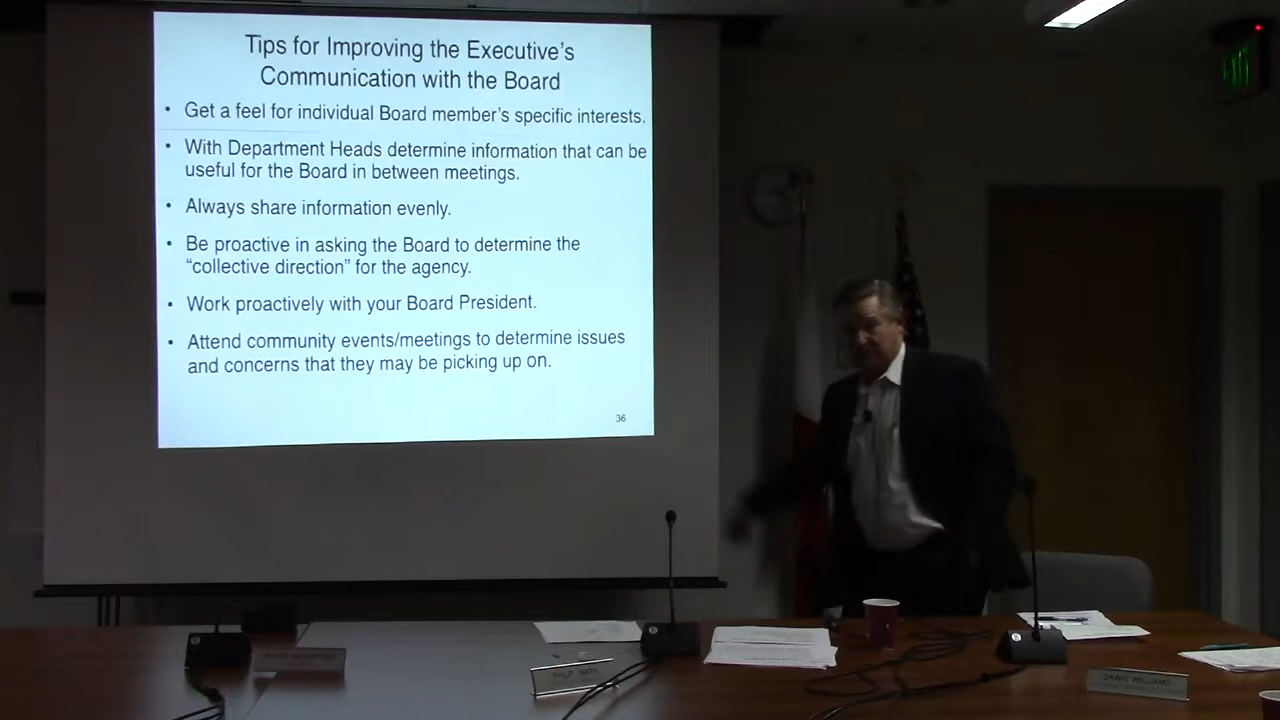 Tips for Improving the Executive's
Communication with the Board
• Get a feel for individual Board member's specific interests.
• With Department Heads determine information that can be
useful for the Board in between meetings.
• Always share information evenly.
• Be proactive in asking the Board to determine the
“collective direction” for the agency.
• Work proactively with your Board President.
• Attend community events/meetings to determine issues
and concerns that they may be picking up on.
36
DAWN WILLIAMS